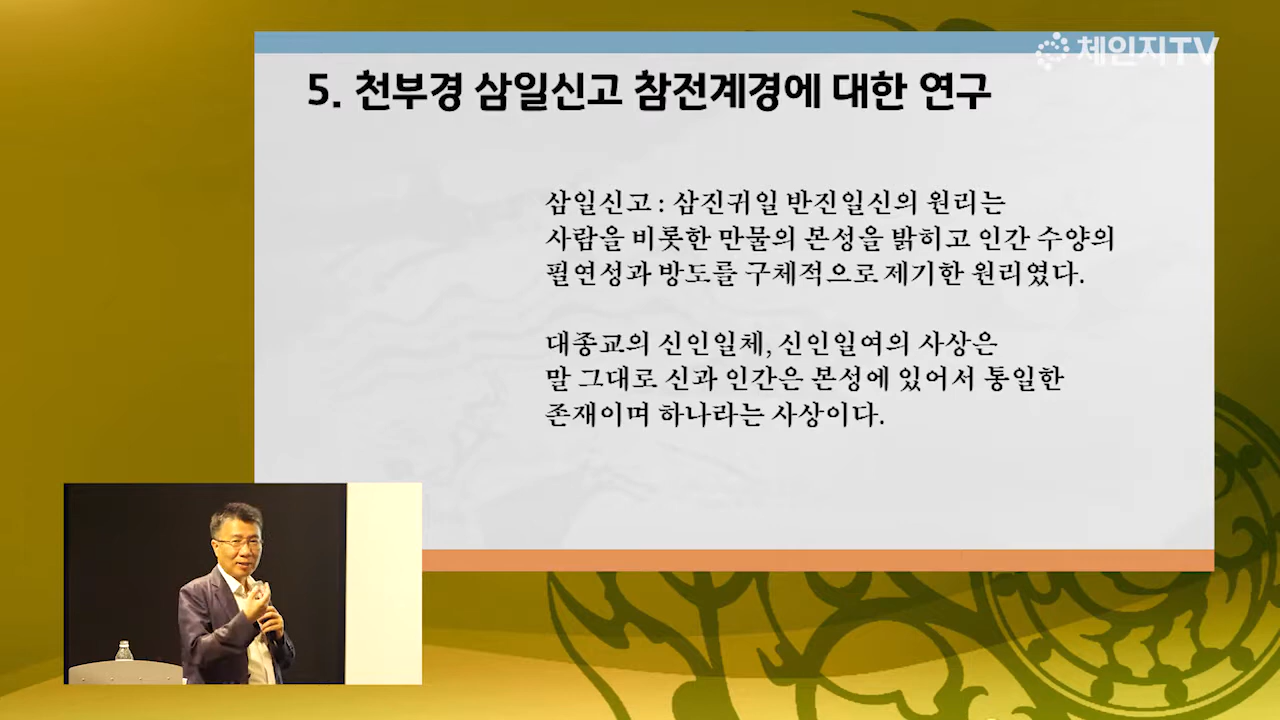 체인지TV
5. 천부경 삼일신고 참전계경에 대한 연구
삼일신고 : 삼진귀일 반진일신의 원리는
사람을 비롯한 만물의 본성을 밝히고 인간 수양의
필연성과 방도를 구체적으로 제기한 원리였다.
대종교의 신인일체, 신인일여의 사상은
말 그대로 신과 인간은 본성에 있어서 통일한
존재이며 하나라는 사상이다.